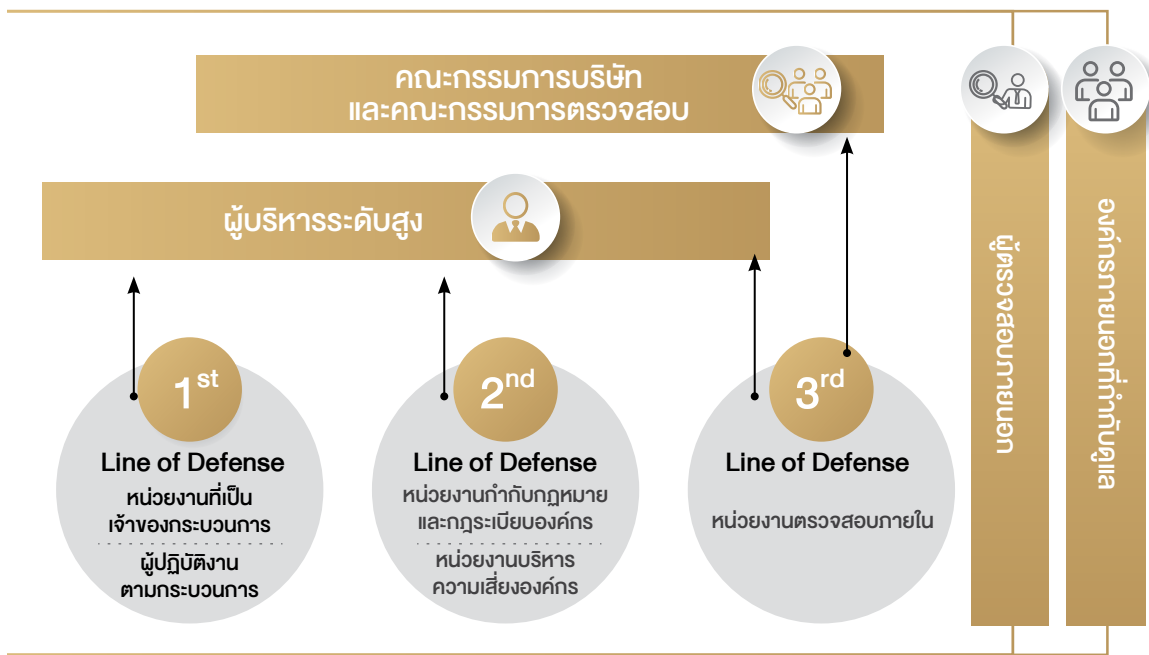 คณะกรรมการบริษัท
และคณะกรรมการตรวจสอบ
ผู้บริหารระดับสูง
1st
Line of Defense
หน่วยงานที่เป็น
เจ้าของกระบวนการ
ผู้ปฏิบัติงาน
ตามกระบวนการ
2nd
Line of Defense
หน่วยงานกำกับกฎหมาย
และกฎระเบียบองค์กร
หน่วยงานบริหาร
ความเสี่ยงองค์กร
3rd
Line of Defense
หน่วยงานตรวจสอบภายใน
ผู้ตรวจสอบภายนอก
องค์กรภายนอกที่กำกับดูแล